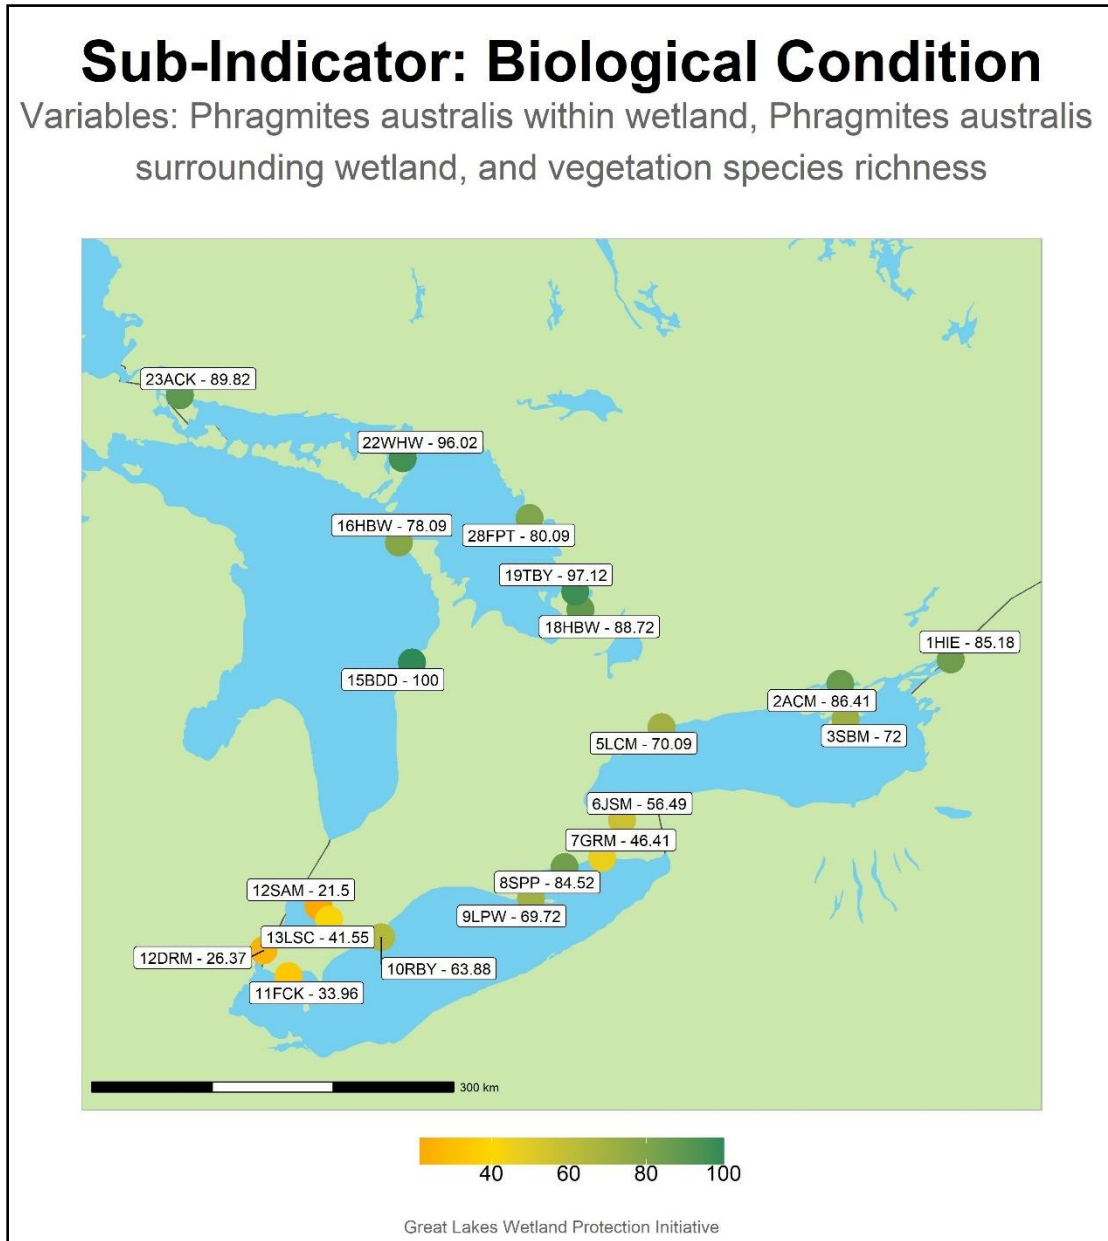 Sub-Indicator: Biological Condition
Variables: Phragmites australis within wetland, Phragmites australis
surrounding wetland, and vegetation species richness
23ACK - 89.82
22WHW - 96.02
16HBW - 78.09
28FPT - 80.09
19TBY - 97.12
18HBW - 88.72
1HIE - 85.18
15BDD - 100
2ACM - 86.41
3SBM - 72
5LCM - 70.09
6JSM - 56.49
7GRM - 46.41
12SAM - 21.5
8SPP - 84.52
9LPW - 69.72
13LSC - 41.55
12DRM - 26.37
10RBY - 63.88
11FCK - 33.96
300 km
40 60 80 100
Great Lakes Wetland Protection Initiative